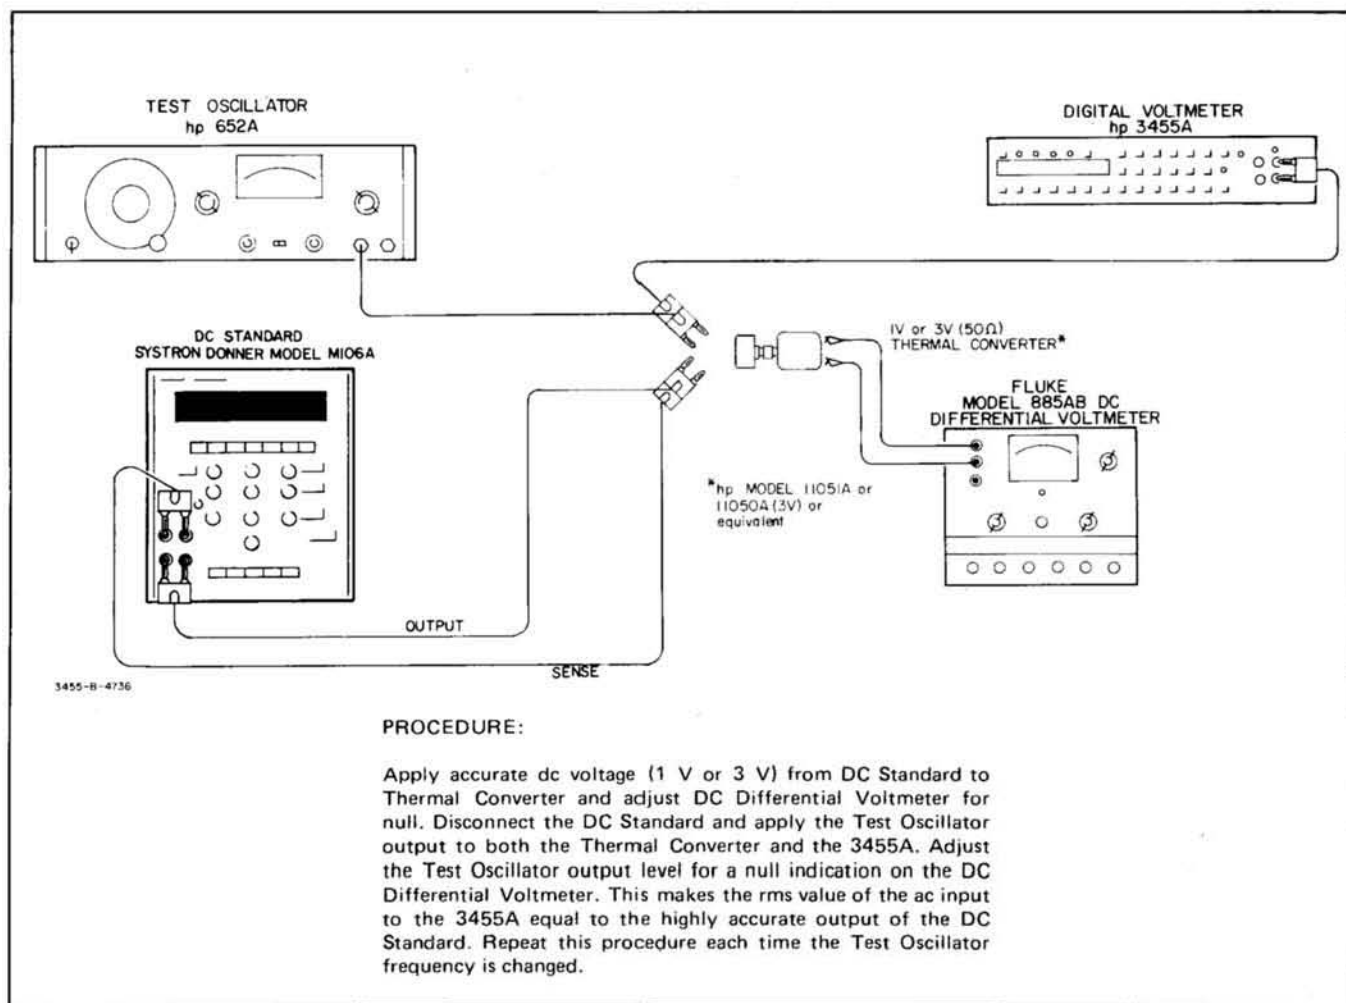 TEST OSCILLATOR
hp 652A
DIGITAL VOLTMETER
hp 3455A
DC STANDARD
SYSTRON DONNER MODEL M106A
1V or 3V (50Ω)
THERMAL CONVERTER*
FLUKE
MODEL 885AB DC
DIFFERENTIAL VOLTMETER
*hp MODEL 11051A or
11050A (3V) or
equivalent
OUTPUT
SENSE
3455-B-4736
PROCEDURE:
Apply accurate dc voltage (1 V or 3 V) from DC Standard to
Thermal Converter and adjust DC Differential Voltmeter for
null. Disconnect the DC Standard and apply the Test Oscillator
output to both the Thermal Converter and the 3455A. Adjust
the Test Oscillator output level for a null indication on the DC
Differential Voltmeter. This makes the rms value of the ac input
to the 3455A equal to the highly accurate output of the DC
Standard. Repeat this procedure each time the Test Oscillator
frequency is changed.